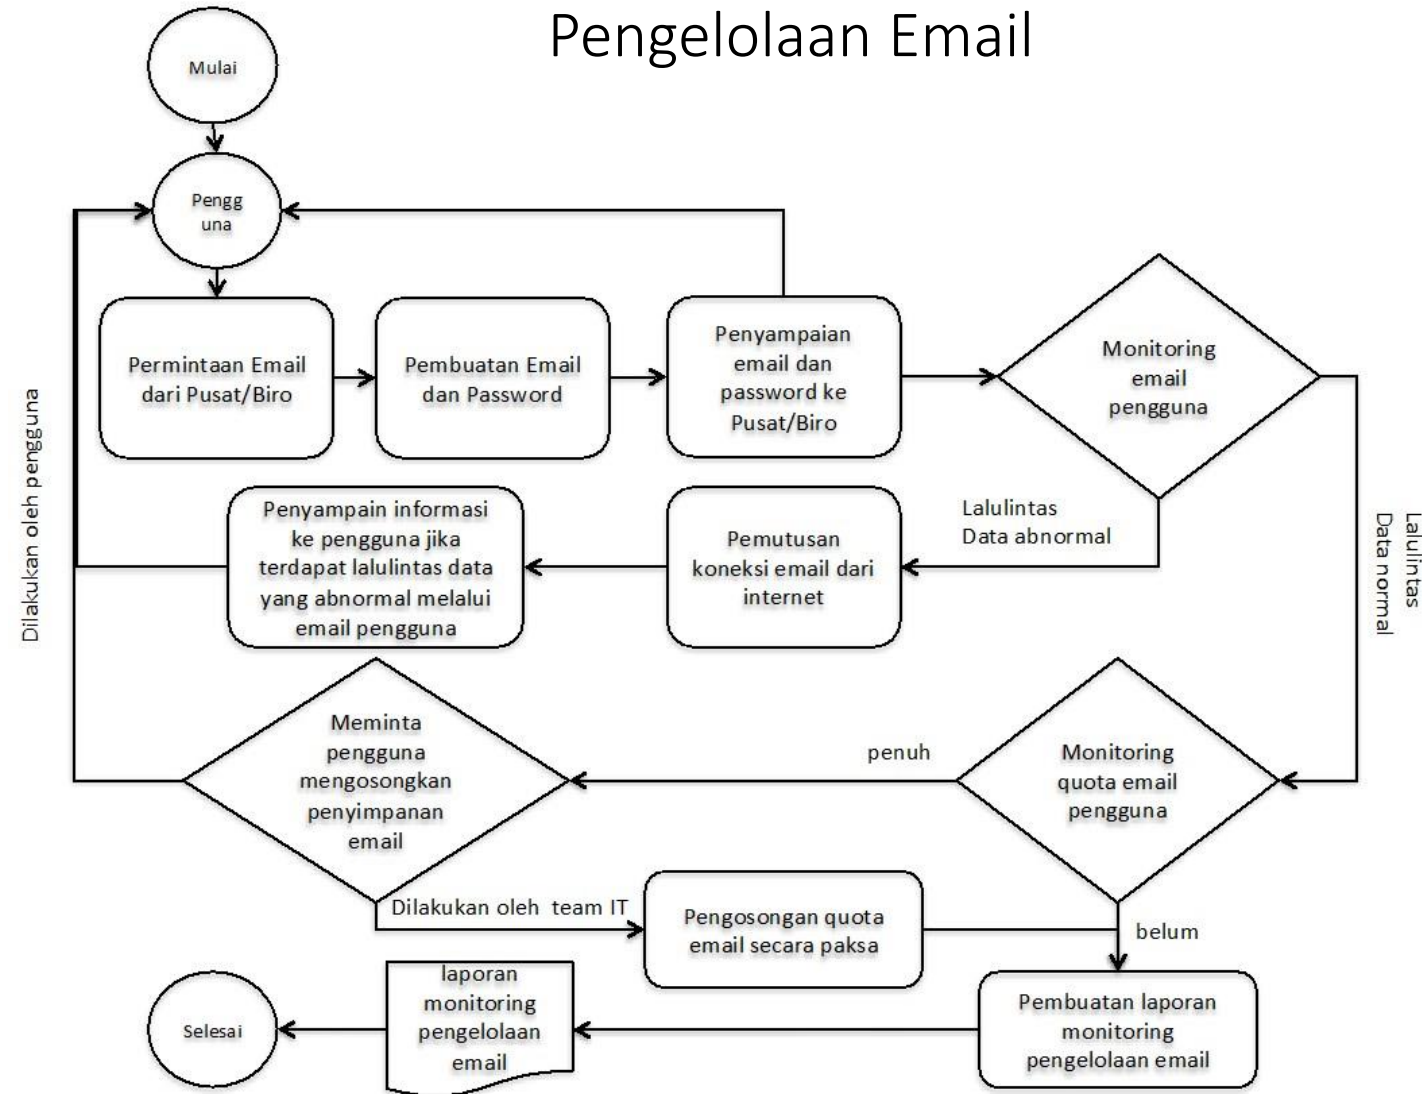 Pengelolaan Email
Mulai
Pengg
una
Permintaan Email
dari Pusat/Biro
Pembuatan Email
dan Password
Penyampaian
email dan
password ke
Pusat/Biro
Monitoring
email
pengguna
Dilakukan oleh pengguna
Penyampain informasi
ke pengguna jika
terdapat lalulintas data
yang abnormal melalui
email pengguna
Pemutusan
koneksi email dari
internet
Lalulintas
Data abnormal
Lalulintas
Data normal
Meminta
pengguna
mengosongkan
penyimpanan
email
penuh
Monitoring
quota email
pengguna
Dilakukan oleh team IT
Pengosongan quota
email secara paksa
belum
Selesai
laporan
monitoring
pengelolaan
email
Pembuatan laporan
monitoring
pengelolaan email